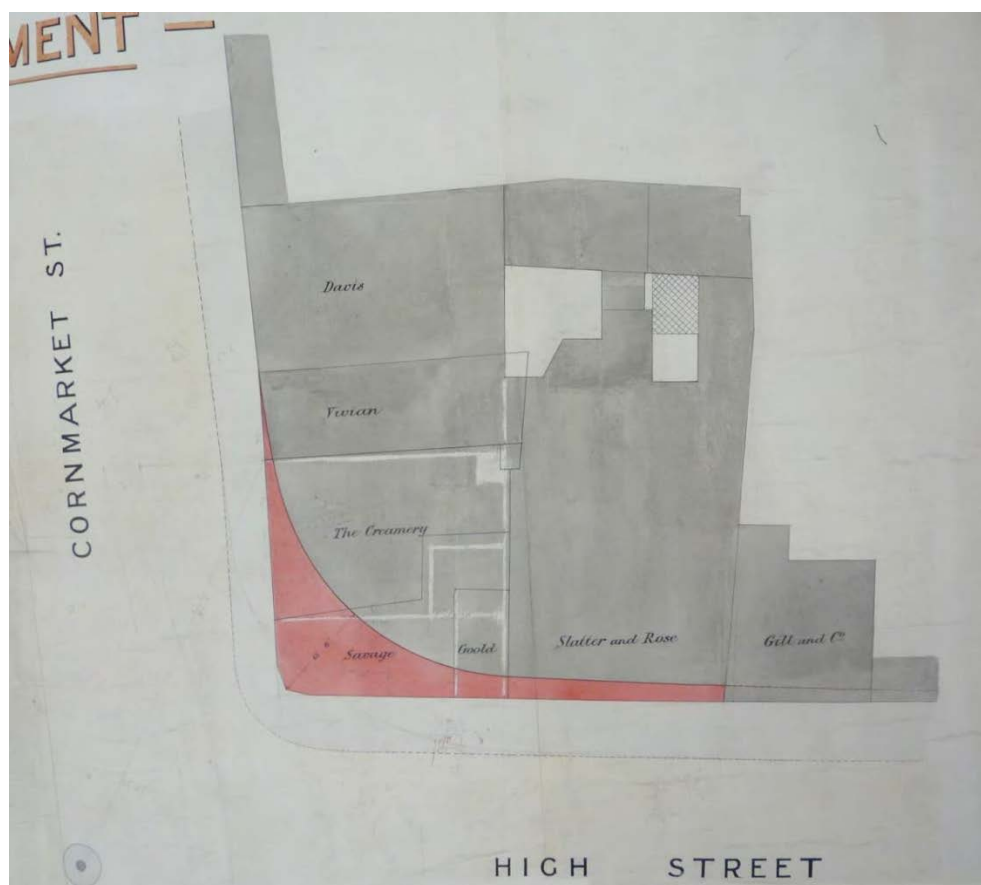 MENT —
CORNMARKET ST.
Davis
Vivian
The Creamery
Savage
Goold
Slatter and Rose
Gill and Co.
HIGH STREET